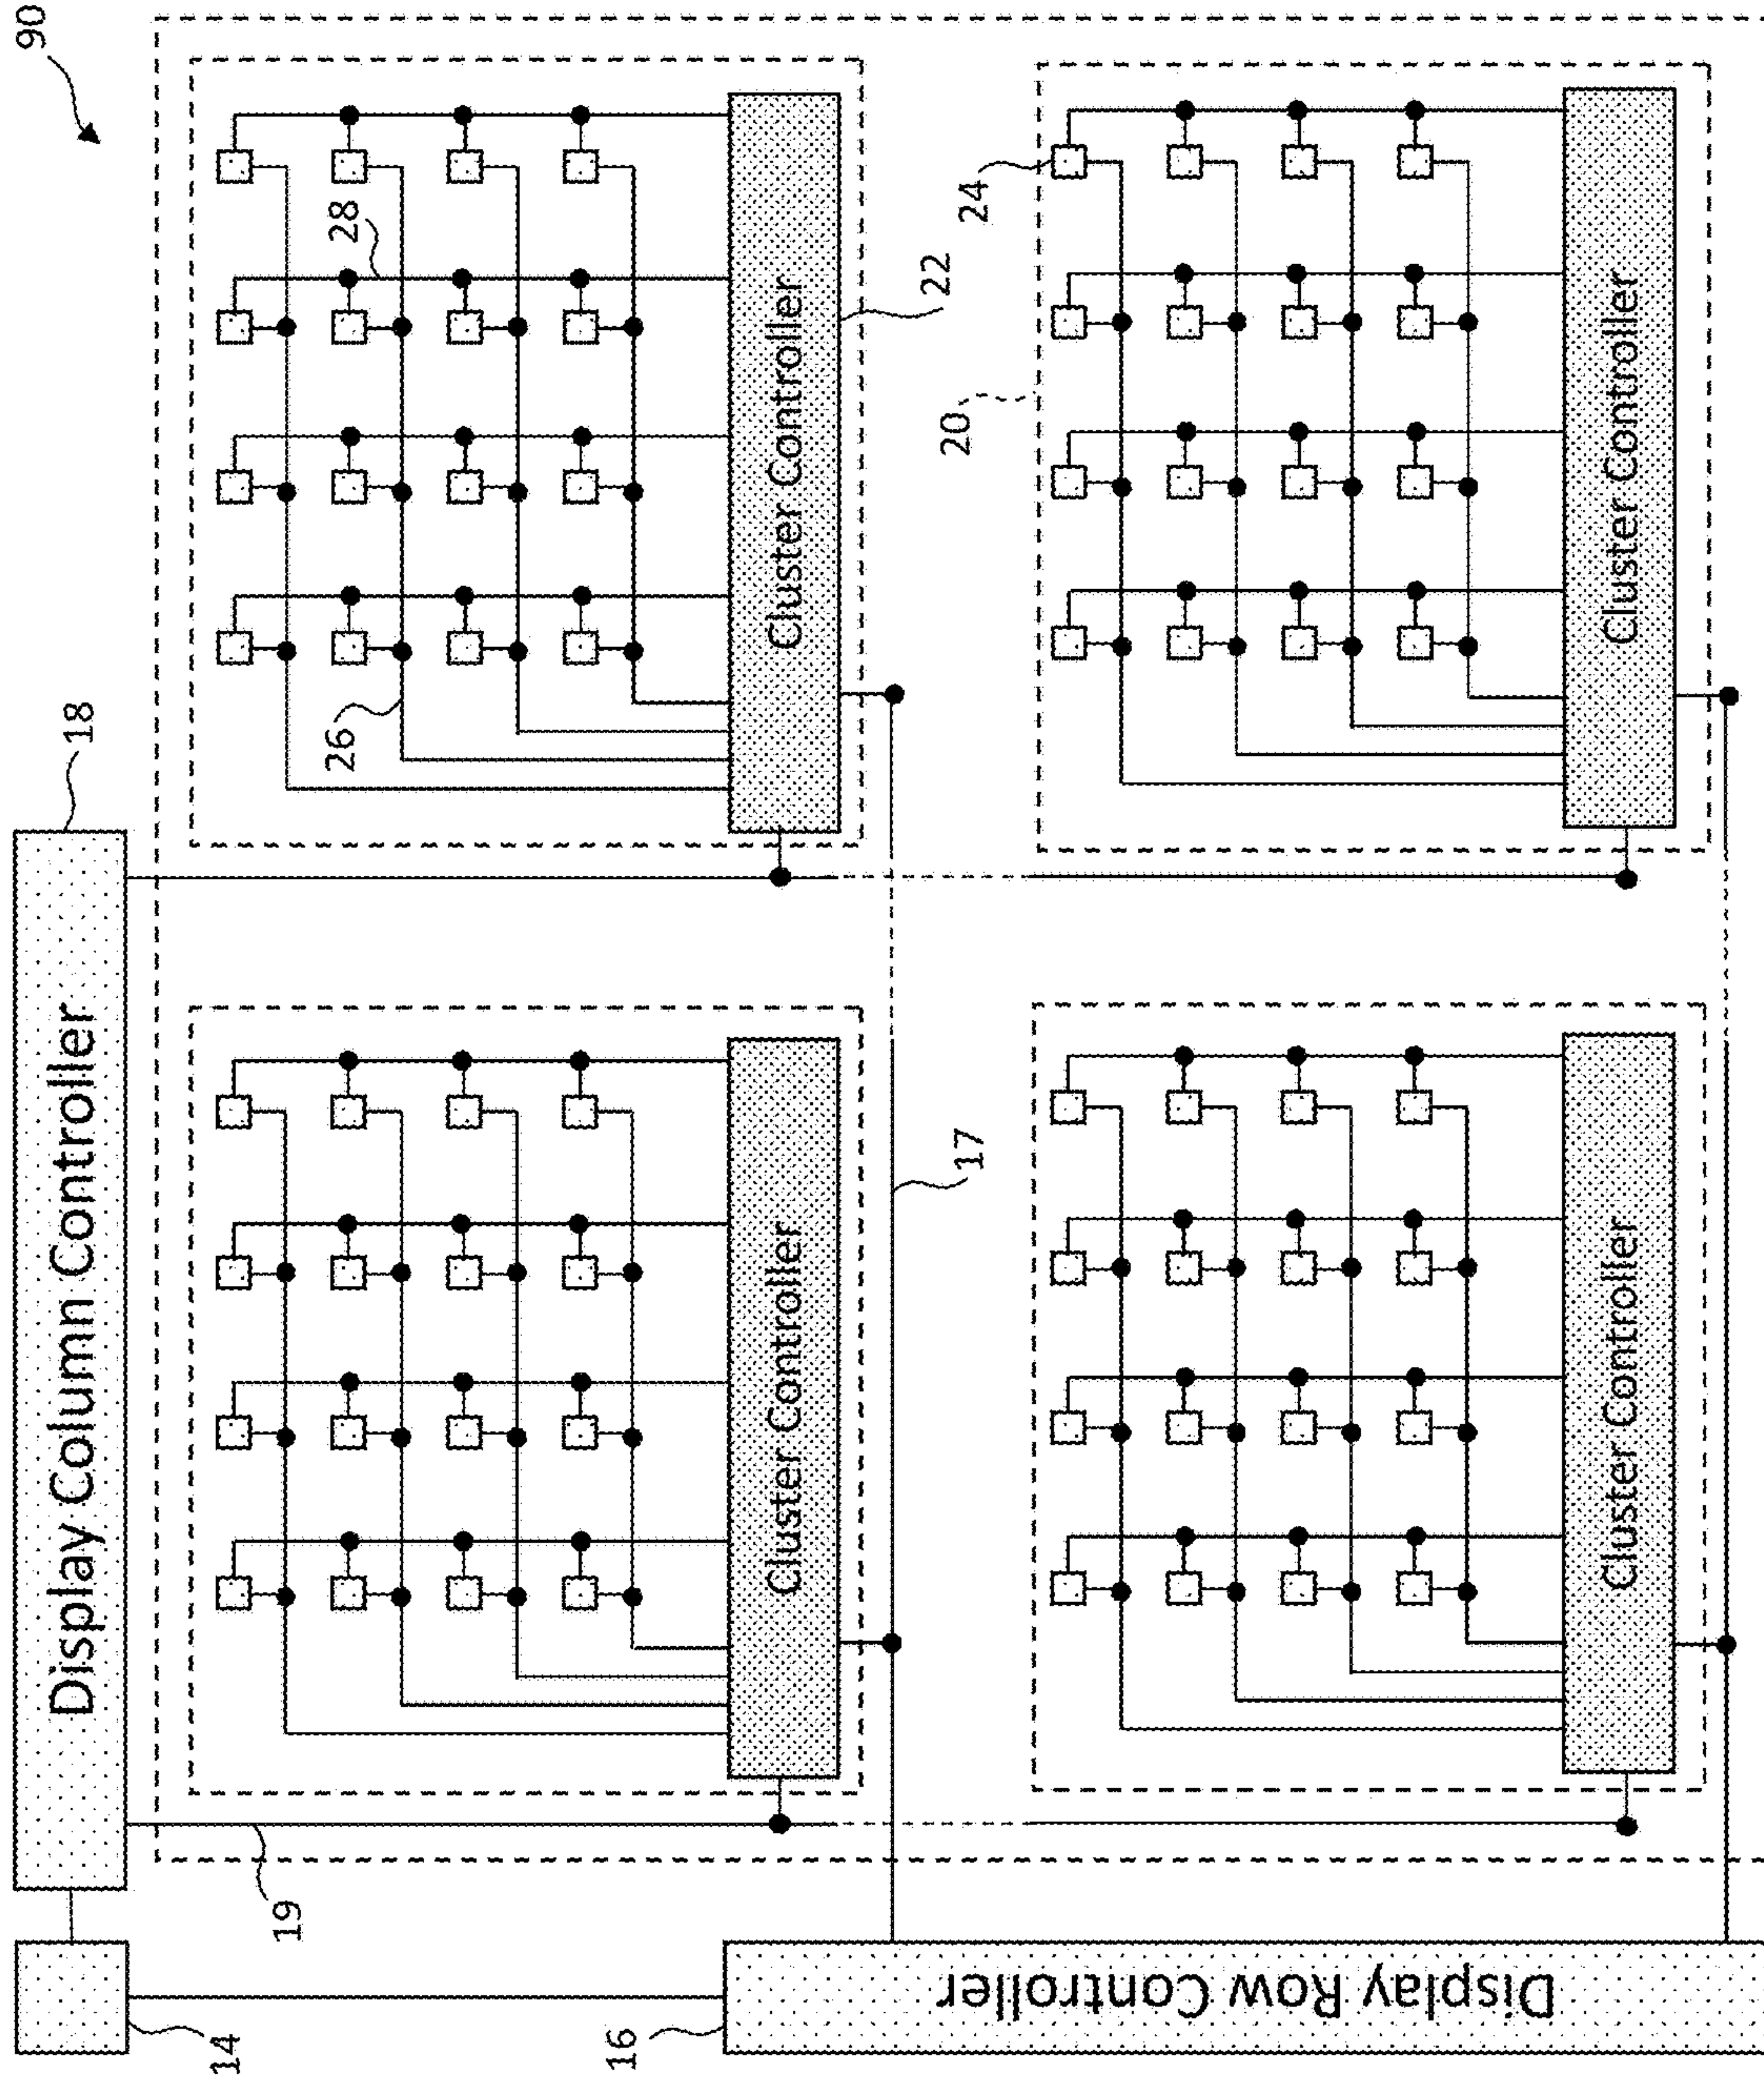 90
Display Column Controller
18
14
19
16
Display Row Controller
17
28
26
Cluster Controller
Cluster Controller
22
20
24
Cluster Controller
Cluster Controller